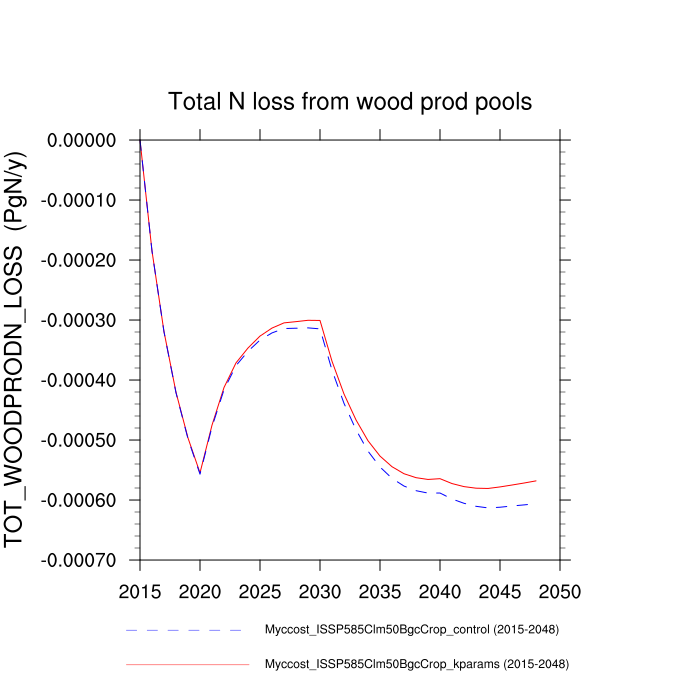 Total N loss from wood prod pools
TOT_WOODPRODN_LOSS (PgN/y)
0.00000
-0.00010
-0.00020
-0.00030
-0.00040
-0.00050
-0.00060
-0.00070
2015 2020 2025 2030 2035 2040 2045 2050
Myccost_ISSP585Clm50BgcCrop_control (2015-2048)
Myccost_ISSP585Clm50BgcCrop_kparams (2015-2048)